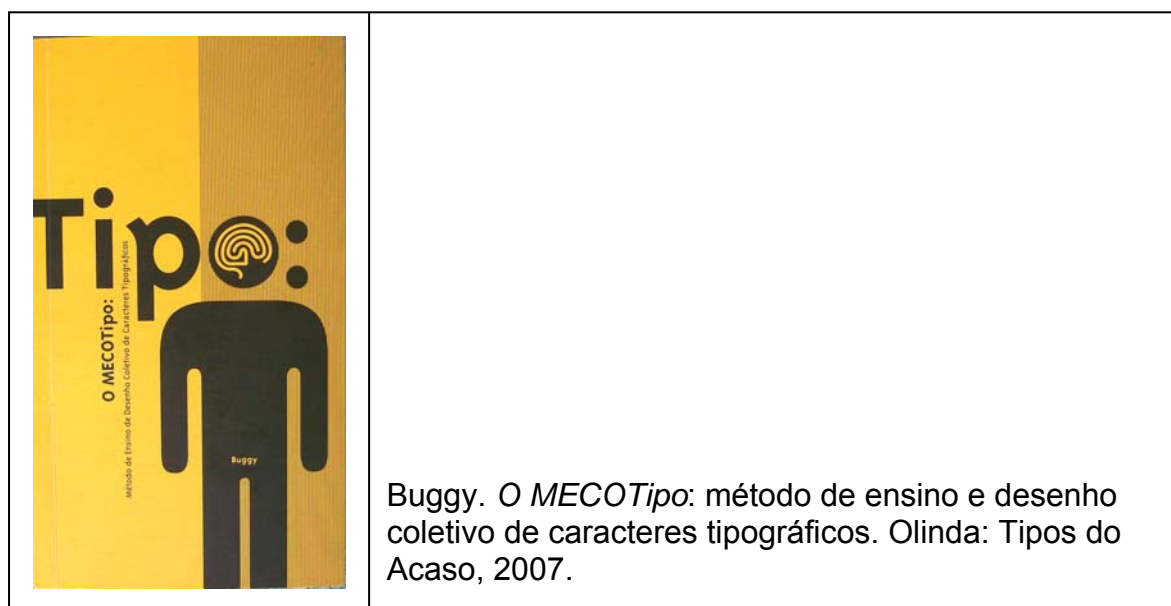 Tipo:
O MECOTipo:
Método de Ensino de Desenho Coletivo de Caracteres Tipográficos
Buggy
Buggy. O MECOTipo: método de ensino e desenho
coletivo de caracteres tipográficos. Olinda: Tipos do
Acaso, 2007.